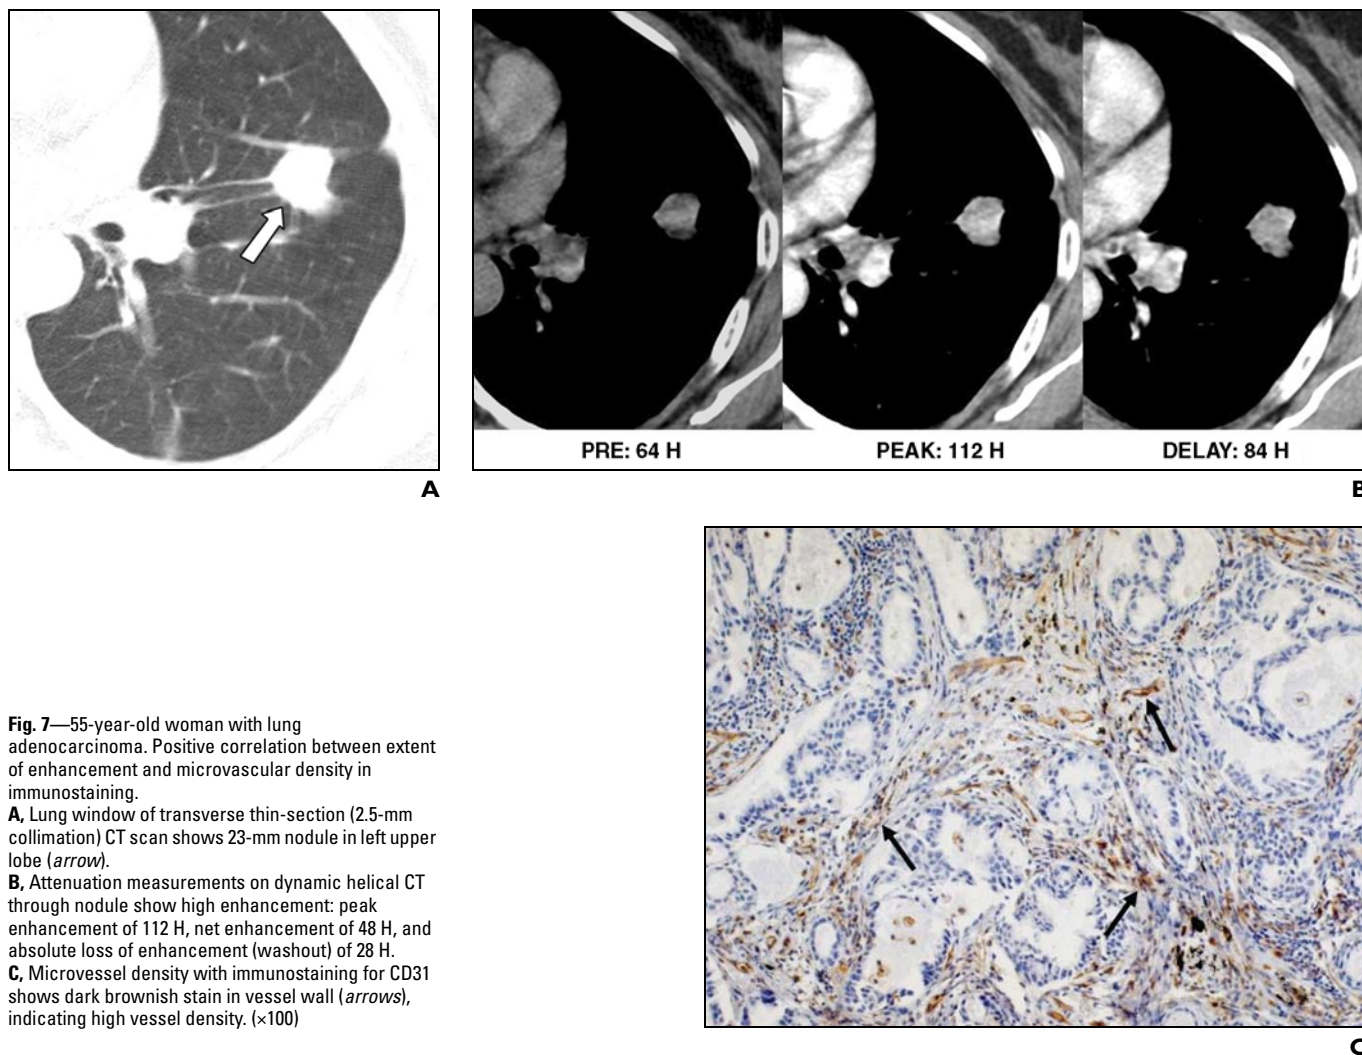 PRE: 64 H
PEAK: 112 H
DELAY: 84 H
A
B
Fig. 7—55-year-old woman with lung
adenocarcinoma. Positive correlation between extent
of enhancement and microvascular density in
immunostaining.
A, Lung window of transverse thin-section (2.5-mm
collimation) CT scan shows 23-mm nodule in left upper
lobe (arrow).
B, Attenuation measurements on dynamic helical CT
through nodule show high enhancement: peak
enhancement of 112 H, net enhancement of 48 H, and
absolute loss of enhancement (washout) of 28 H.
C, Microvessel density with immunostaining for CD31
shows dark brownish stain in vessel wall (arrows),
indicating high vessel density. (×100)
C